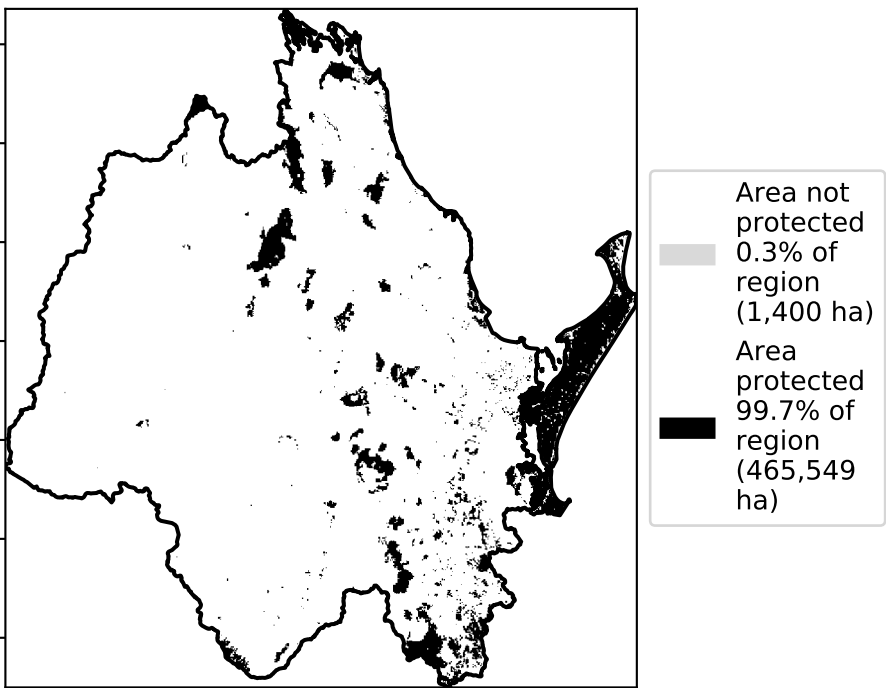 Area not
protected
0.3% of
region
(1,400 ha)
Area
protected
99.7% of
region
(465,549
ha)